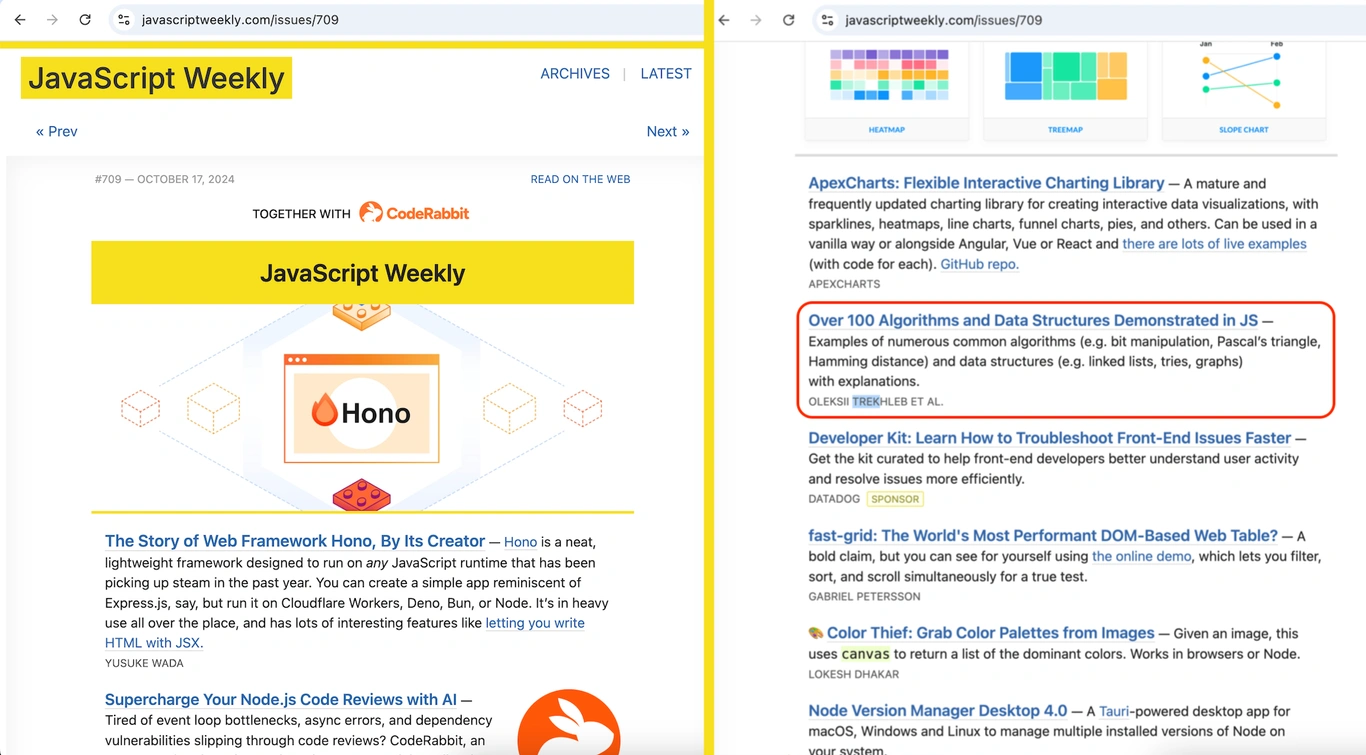 javascriptweekly.com/issues/709
JavaScript Weekly
ARCHIVES | LATEST
« Prev
Next »
#709 — OCTOBER 17, 2024
READ ON THE WEB
TOGETHER WITH CodeRabbit
JavaScript Weekly
Hono
The Story of Web Framework Hono, By Its Creator — Hono is a neat,
lightweight framework designed to run on any JavaScript runtime that has been
picking up steam in the past year. You can create a simple app reminiscent of
Express.js, say, but run it on Cloudflare Workers, Deno, Bun, or Node. It's in heavy
use all over the place, and has lots of interesting features like letting you write
HTML with JSX.
YUSUKE WADA
Supercharge Your Node.js Code Reviews with AI —
Tired of event loop bottlenecks, async errors, and dependency
vulnerabilities slipping through code reviews? CodeRabbit, an
javascriptweekly.com/issues/709
Jan
Feb
HEATMAP
TREEMAP
SLOPE CHART
ApexCharts: Flexible Interactive Charting Library — A mature and
frequently updated charting library for creating interactive data visualizations, with
sparklines, heatmaps, line charts, funnel charts, pies, and others. Can be used in a
vanilla way or alongside Angular, Vue or React and there are lots of live examples
(with code for each). GitHub repo.
APEXCHARTS
Over 100 Algorithms and Data Structures Demonstrated in JS —
Examples of numerous common algorithms (e.g. bit manipulation, Pascal's triangle,
Hamming distance) and data structures (e.g. linked lists, tries, graphs)
with explanations.
OLEKSII TREKHLEB ET AL.
Developer Kit: Learn How to Troubleshoot Front-End Issues Faster —
Get the kit curated to help front-end developers better understand user activity
and resolve issues more efficiently.
DATADOG SPONSOR
fast-grid: The World's Most Performant DOM-Based Web Table? — A
bold claim, but you can see for yourself using the online demo, which lets you filter,
sort, and scroll simultaneously for a true test.
GABRIEL PETERSSON
🎨 Color Thief: Grab Color Palettes from Images — Given an image, this
uses canvas to return a list of the dominant colors. Works in browsers or Node.
LOKESH DHAKAR
Node Version Manager Desktop 4.0 — A Tauri-powered desktop app for
macOS, Windows and Linux to manage multiple installed versions of Node on
your system.